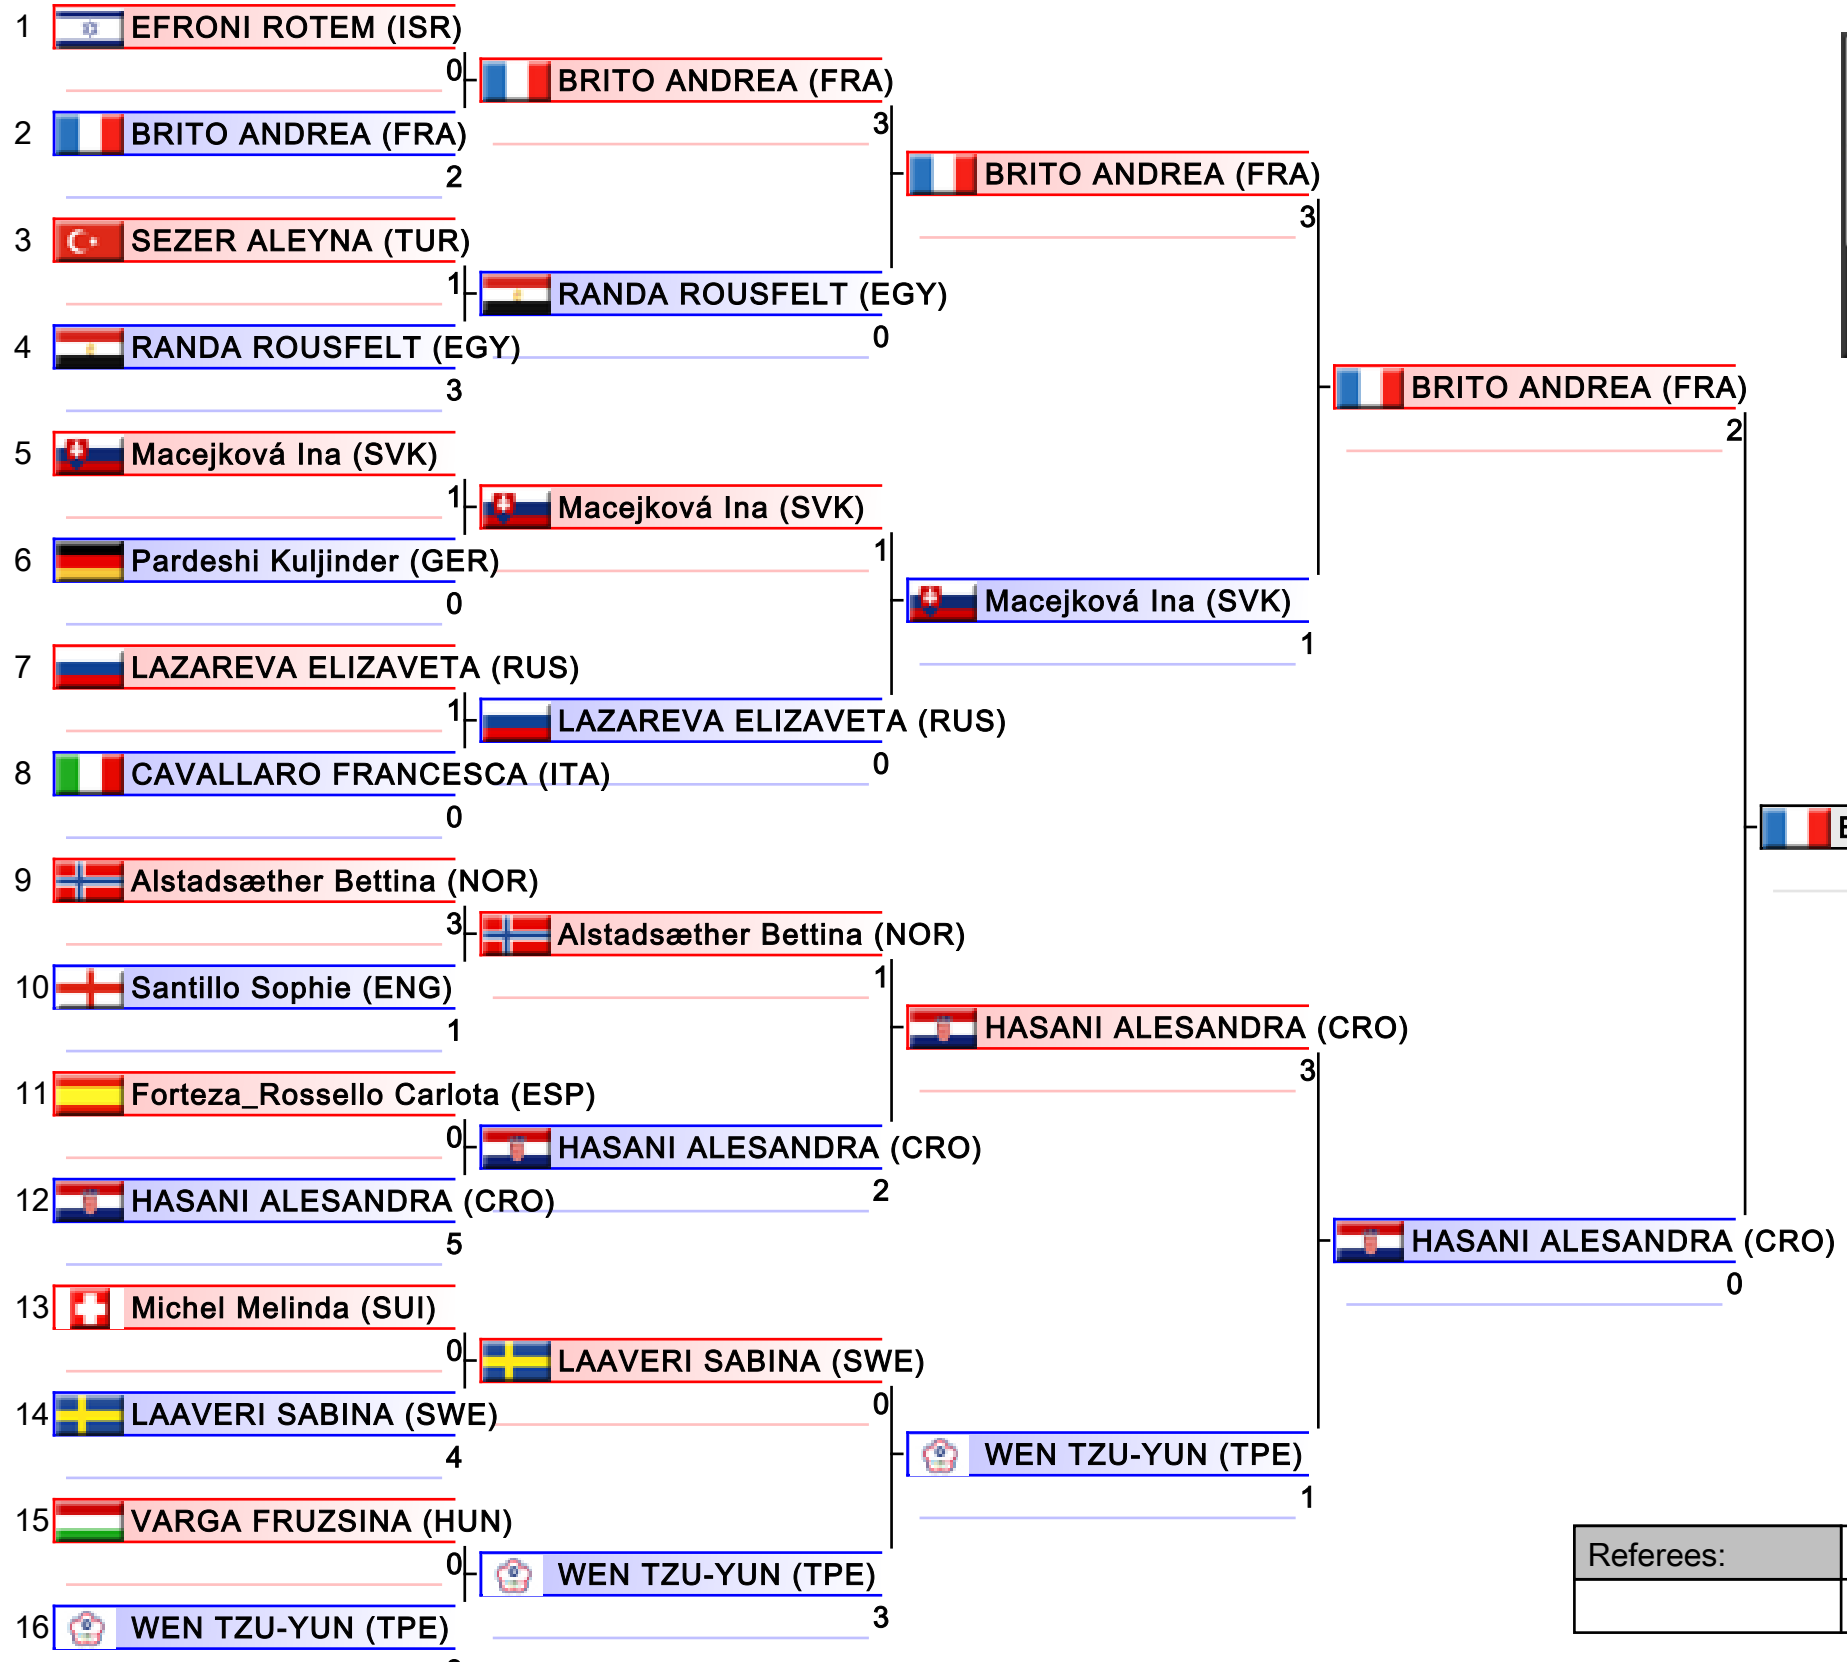 1 EFRONI ROTEM (ISR)
0
2 BRITO ANDREA (FRA)
2
3 SEZER ALEYNA (TUR)
1
4 RANDA ROUSFELT (EGY)
3
5 Macejková Ina (SVK)
1
6 Pardeshi Kuljinder (GER)
0
7 LAZAREVA ELIZAVETA (RUS)
1
8 CAVALLARO FRANCESCA (ITA)
0
9 Alstadsæther Bettina (NOR)
3
10 Santillo Sophie (ENG)
1
11 Forteza_Rossello Carlota (ESP)
0
12 HASANI ALESANDRA (CRO)
5
13 Michel Melinda (SUI)
0
14 LAAVERI SABINA (SWE)
4
15 VARGA FRUZSINA (HUN)
0
16 WEN TZU-YUN (TPE)
BRITO ANDREA (FRA)
3
RANDA ROUSFELT (EGY)
0
Macejková Ina (SVK)
1
LAZAREVA ELIZAVETA (RUS)
0
Alstadsæther Bettina (NOR)
1
HASANI ALESANDRA (CRO)
2
LAAVERI SABINA (SWE)
0
WEN TZU-YUN (TPE)
3
BRITO ANDREA (FRA)
3
Macejková Ina (SVK)
1
HASANI ALESANDRA (CRO)
3
WEN TZU-YUN (TPE)
1
BRITO ANDREA (FRA)
2
HASANI ALESANDRA (CRO)
0
Referees: